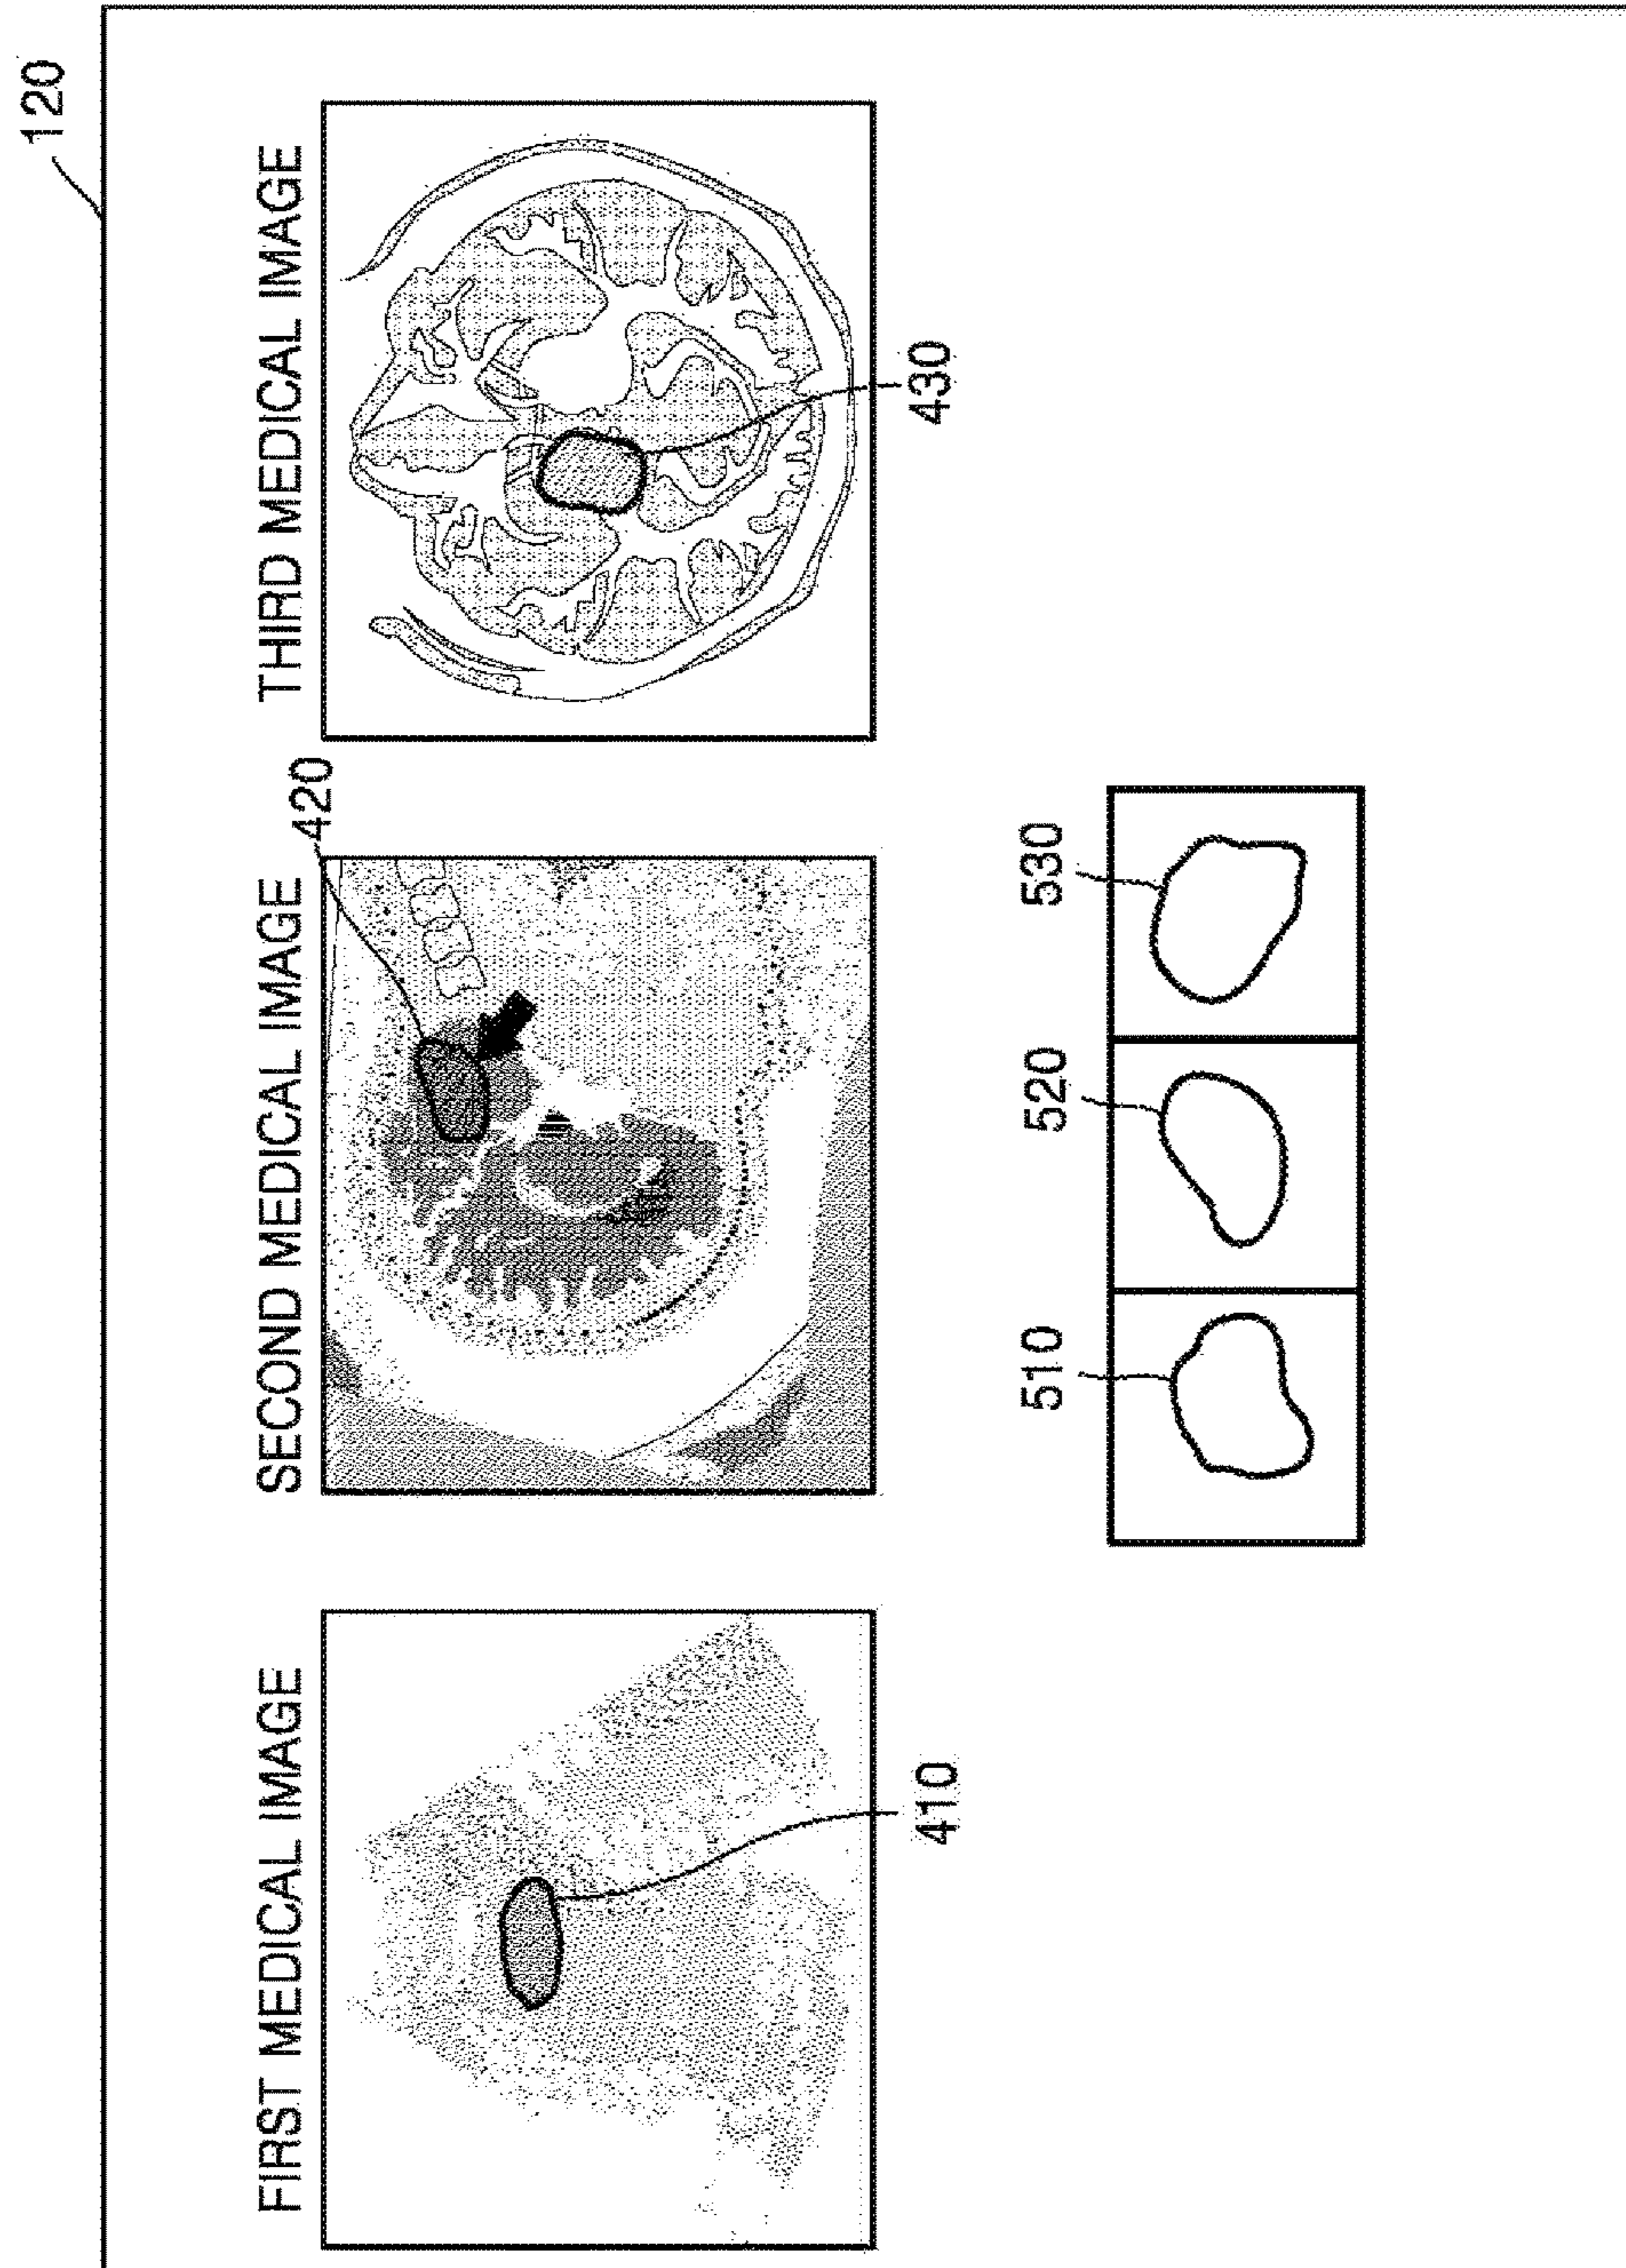 120
FIRST MEDICAL IMAGE
SECOND MEDICAL IMAGE
THIRD MEDICAL IMAGE
420
410
430
510
520
530